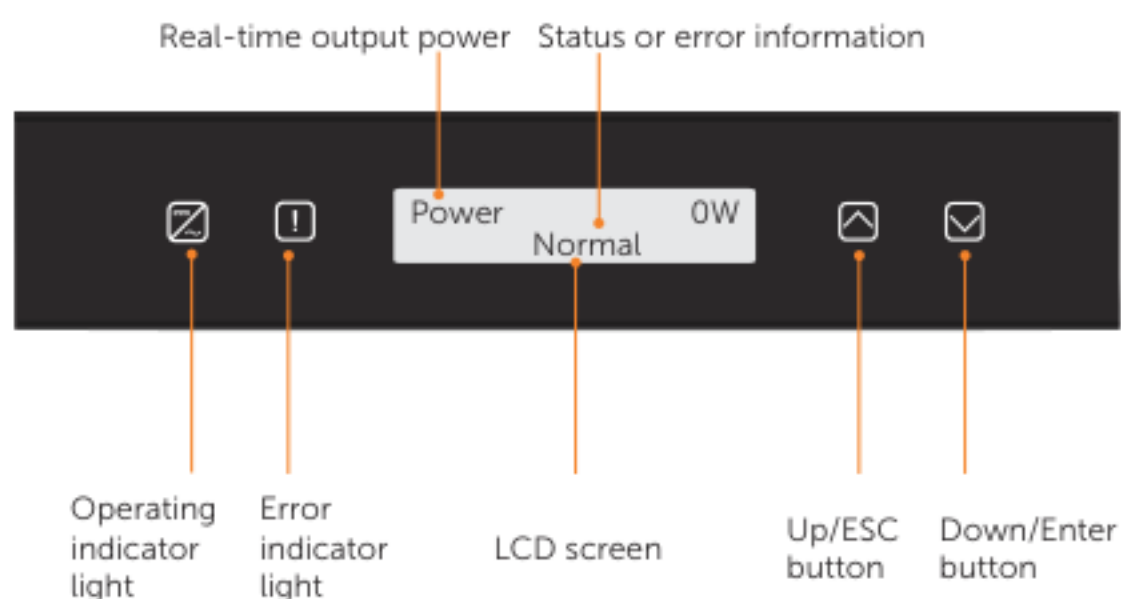 Real-time output power Status or error information
!
Power 0W
Normal
Operating
indicator
light
Error
indicator
light
LCD screen
Up/ESC
button
Down/Enter
button